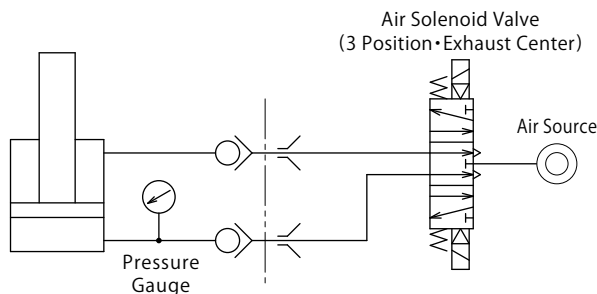 Air Solenoid Valve
(3 Position･Exhaust Center)
Air Source
Pressure
Gauge